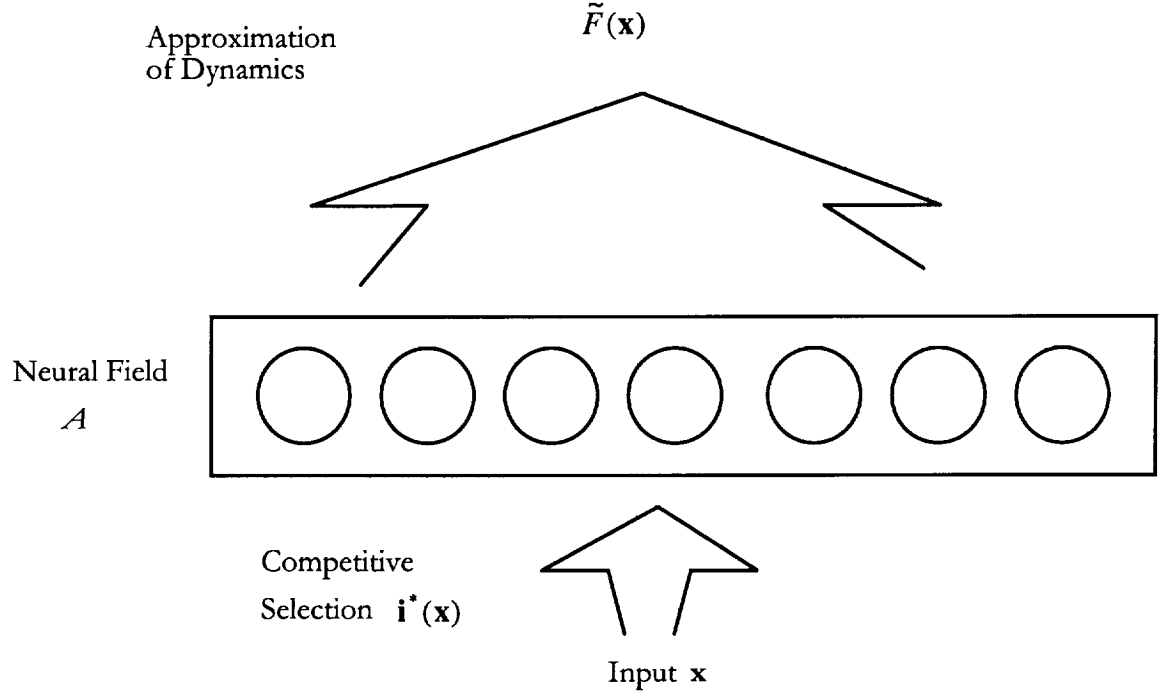 F̃(x)
Approximation
of Dynamics
Neural Field
A
Competitive
Selection i*(x)
Input x